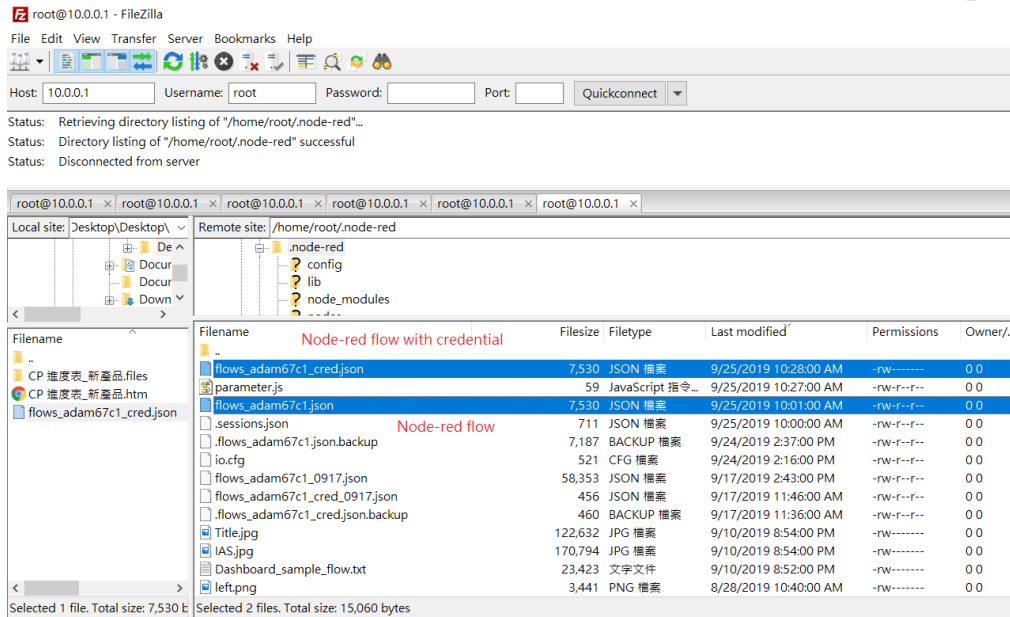 root@10.0.0.1 - FileZilla
File Edit View Transfer Server Bookmarks Help
Host: 10.0.0.1 Username: root Password: Port: Quickconnect
Status: Retrieving directory listing of "/home/root/.node-red"...
Status: Directory listing of "/home/root/.node-red" successful
Status: Disconnected from server
root@10.0.0.1 × root@10.0.0.1 × root@10.0.0.1 × root@10.0.0.1 × root@10.0.0.1 × root@10.0.0.1 ×
Local site: Desktop\Desktop\
De
Docur
Docur
Down
Filename
..
CP 進度表_新產品.files
CP 進度表_新產品.htm
flows_adam67c1_cred.json
Selected 1 file. Total size: 7,530 b
Remote site: /home/root/.node-red
.node-red
config
lib
node_modules
Filename Filesize Filetype Last modified Permissions Owner/.
Node-red flow with credential
..
flows_adam67c1_cred.json 7,530 JSON 檔案 9/25/2019 10:28:00 AM -rw------- 0 0
parameter.js 59 JavaScript 指令... 9/25/2019 10:27:00 AM -rw-r--r-- 0 0
flows_adam67c1.json 7,530 JSON 檔案 9/25/2019 10:01:00 AM -rw-r--r-- 0 0
.sessions.json 711 JSON 檔案 9/25/2019 10:00:00 AM -rw-r--r-- 0 0
Node-red flow
.flows_adam67c1.json.backup 7,187 BACKUP 檔案 9/24/2019 2:37:00 PM -rw-r--r-- 0 0
io.cfg 521 CFG 檔案 9/24/2019 2:16:00 PM -rw-r--r-- 0 0
flows_adam67c1_0917.json 58,353 JSON 檔案 9/17/2019 2:43:00 PM -rw-r--r-- 0 0
flows_adam67c1_cred_0917.json 456 JSON 檔案 9/17/2019 11:46:00 AM -rw-r--r-- 0 0
.flows_adam67c1_cred.json.backup 460 BACKUP 檔案 9/17/2019 11:36:00 AM -rw-r--r-- 0 0
Title.jpg 122,632 JPG 檔案 9/10/2019 8:54:00 PM -rw------- 0 0
IAS.jpg 170,794 JPG 檔案 9/10/2019 8:54:00 PM -rw------- 0 0
Dashboard_sample_flow.txt 23,423 文字文件 9/10/2019 8:52:00 PM -rw------- 0 0
left.png 3,441 PNG 檔案 8/28/2019 10:40:00 AM -rw------- 0 0
Selected 2 files. Total size: 15,060 bytes